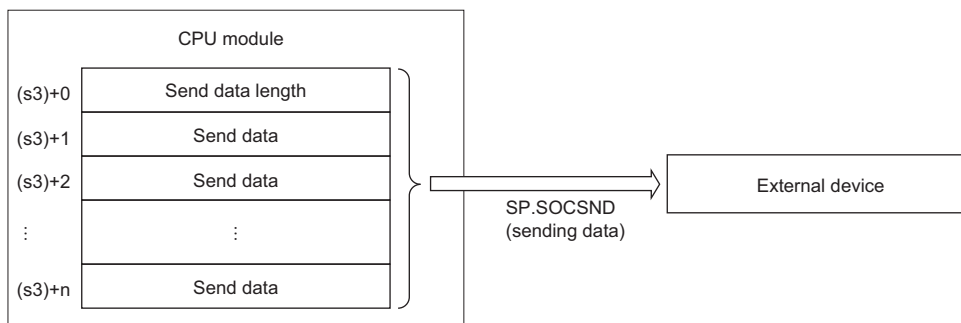 CPU module
(s3)+0 Send data length
(s3)+1 Send data
(s3)+2 Send data
⋮ ⋮
(s3)+n Send data
SP.SOCSND
(sending data)
External device